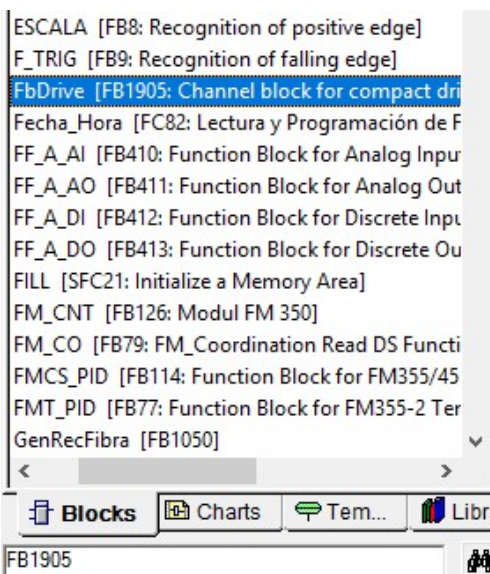 ESCALA [FB8: Recognition of positive edge]
F_TRIG [FB9: Recognition of falling edge]
FbDrive [FB1905: Channel block for compact dri
Fecha_Hora [FC82: Lectura y Programación de F
FF_A_AI [FB410: Function Block for Analog Input
FF_A_AO [FB411: Function Block for Analog Out
FF_A_DI [FB412: Function Block for Discrete Inpu
FF_A_DO [FB413: Function Block for Discrete Ou
FILL [SFC21: Initialize a Memory Area]
FM_CNT [FB126: Modul FM 350]
FM_CO [FB79: FM_Coordination Read DS Functi
FMCS_PID [FB114: Function Block for FM355/45
FMT_PID [FB77: Function Block for FM355-2 Ter
GenRecFibra [FB1050]
Blocks Charts Tem... Libr
FB1905